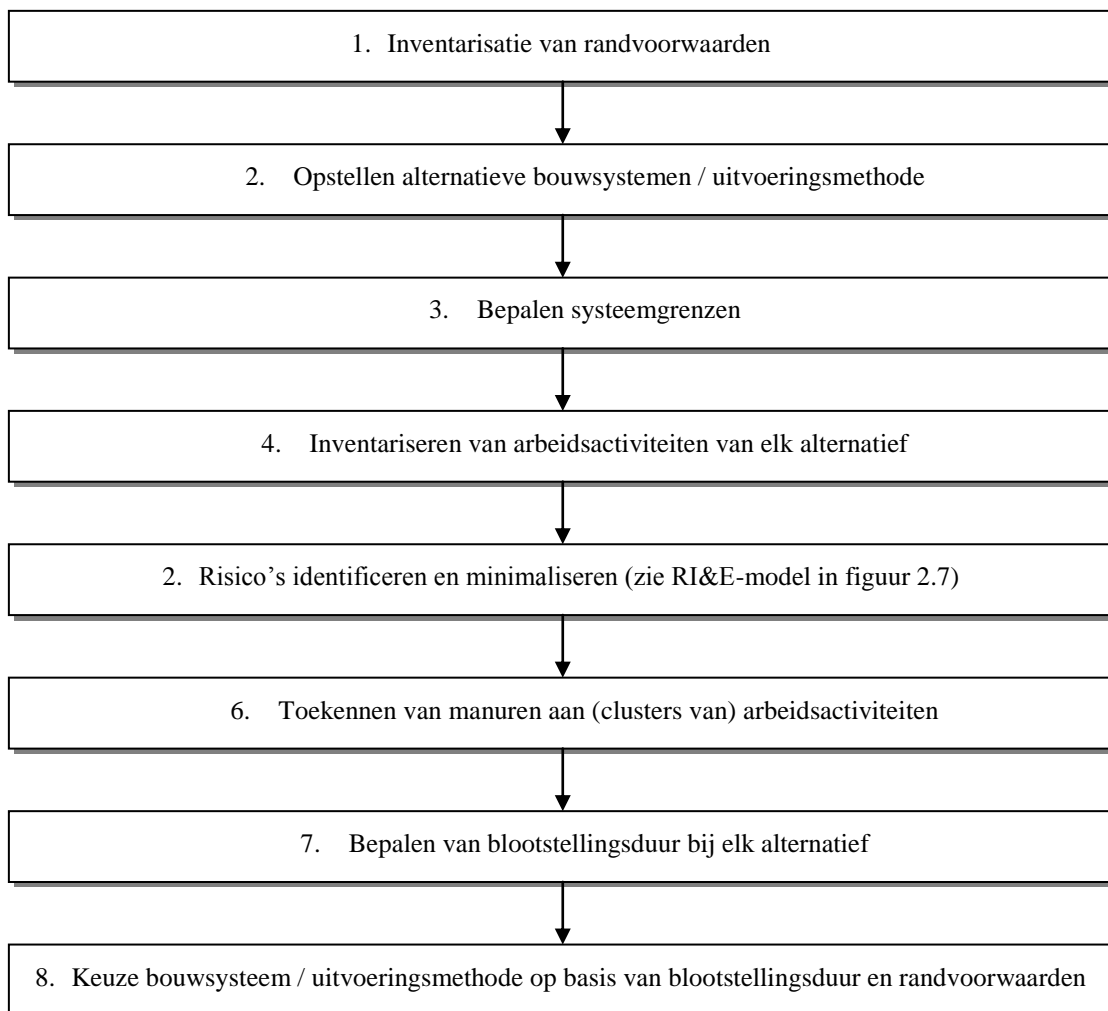 1. Inventarisatie van randvoorwaarden
2. Opstellen alternatieve bouwsystemen / uitvoeringsmethode
3. Bepalen systeemgrenzen
4. Inventariseren van arbeidsactiviteiten van elk alternatief
2. Risico’s identificeren en minimaliseren (zie RI&E-model in figuur 2.7)
6. Toekennen van manuren aan (clusters van) arbeidsactiviteiten
7. Bepalen van blootstellingsduur bij elk alternatief
8. Keuze bouwsysteem / uitvoeringsmethode op basis van blootstellingsduur en randvoorwaarden